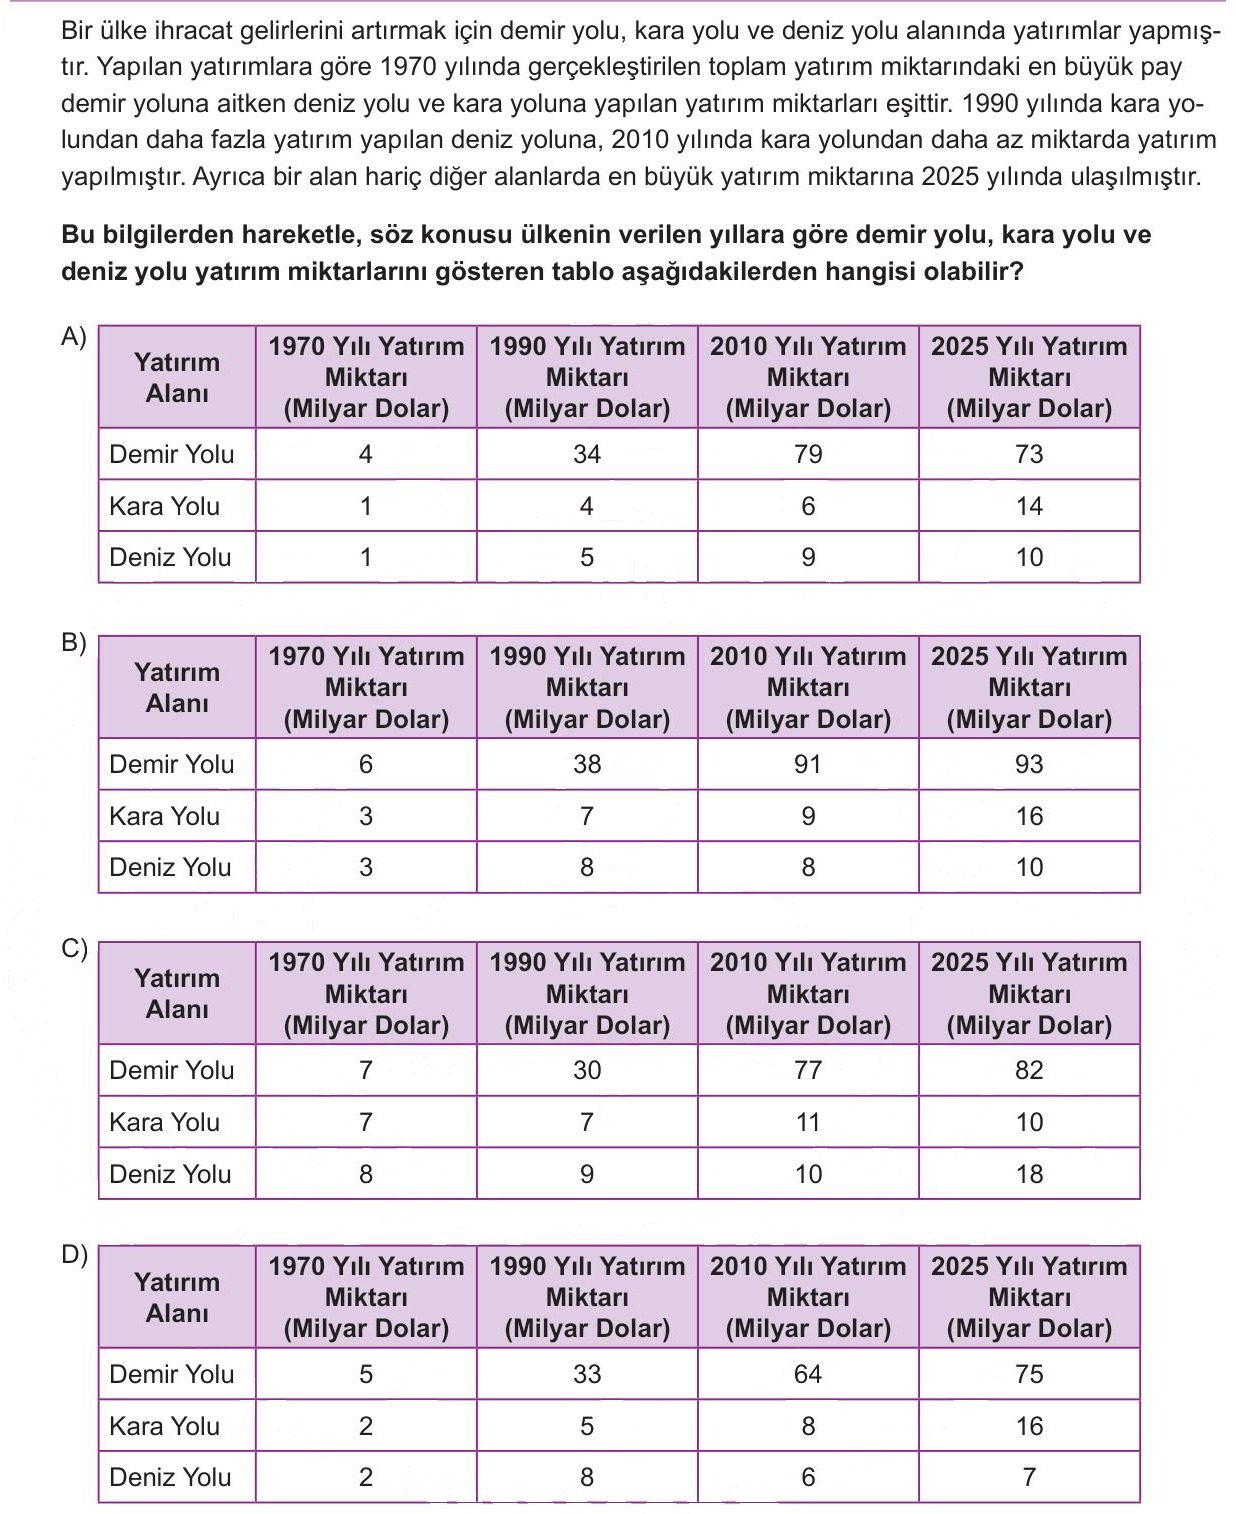 Bir ülke ihracat gelirlerini artırmak için demir yolu, kara yolu ve deniz yolu alanında yatırımlar yapmış-
tır. Yapılan yatırımlara göre 1970 yılında gerçekleştirilen toplam yatırım miktarındaki en büyük pay
demir yoluna aitken deniz yolu ve kara yoluna yapılan yatırım miktarları eşittir. 1990 yılında kara yo-
lundan daha fazla yatırım yapılan deniz yoluna, 2010 yılında kara yolundan daha az miktarda yatırım
yapılmıştır. Ayrıca bir alan hariç diğer alanlarda en büyük yatırım miktarına 2025 yılında ulaşılmıştır.
Bu bilgilerden hareketle, söz konusu ülkenin verilen yıllara göre demir yolu, kara yolu ve
deniz yolu yatırım miktarlarını gösteren tablo aşağıdakilerden hangisi olabilir?
A)
Yatırım Alanı | 1970 Yılı Yatırım Miktarı (Milyar Dolar) | 1990 Yılı Yatırım Miktarı (Milyar Dolar) | 2010 Yılı Yatırım Miktarı (Milyar Dolar) | 2025 Yılı Yatırım Miktarı (Milyar Dolar)
Demir Yolu 4 34 79 73
Kara Yolu 1 4 6 14
Deniz Yolu 1 5 9 10
B)
Yatırım Alanı | 1970 Yılı Yatırım Miktarı (Milyar Dolar) | 1990 Yılı Yatırım Miktarı (Milyar Dolar) | 2010 Yılı Yatırım Miktarı (Milyar Dolar) | 2025 Yılı Yatırım Miktarı (Milyar Dolar)
Demir Yolu 6 38 91 93
Kara Yolu 3 7 9 16
Deniz Yolu 3 8 8 10
C)
Yatırım Alanı | 1970 Yılı Yatırım Miktarı (Milyar Dolar) | 1990 Yılı Yatırım Miktarı (Milyar Dolar) | 2010 Yılı Yatırım Miktarı (Milyar Dolar) | 2025 Yılı Yatırım Miktarı (Milyar Dolar)
Demir Yolu 7 30 77 82
Kara Yolu 7 7 11 10
Deniz Yolu 8 9 10 18
D)
Yatırım Alanı | 1970 Yılı Yatırım Miktarı (Milyar Dolar) | 1990 Yılı Yatırım Miktarı (Milyar Dolar) | 2010 Yılı Yatırım Miktarı (Milyar Dolar) | 2025 Yılı Yatırım Miktarı (Milyar Dolar)
Demir Yolu 5 33 64 75
Kara Yolu 2 5 8 16
Deniz Yolu 2 8 6 7